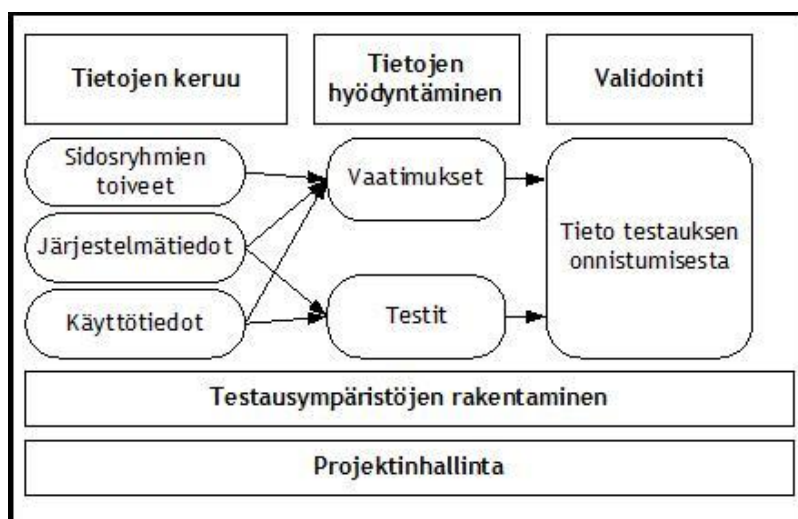 Tietojen keruu
Tietojen
hyödyntäminen
Validointi
Sidosryhmien
toiveet
Järjestelmätiedot
Käyttötiedot
Vaatimukset
Testit
Tieto testauksen
onnistumisesta
Testausympäristöjen rakentaminen
Projektinhallinta